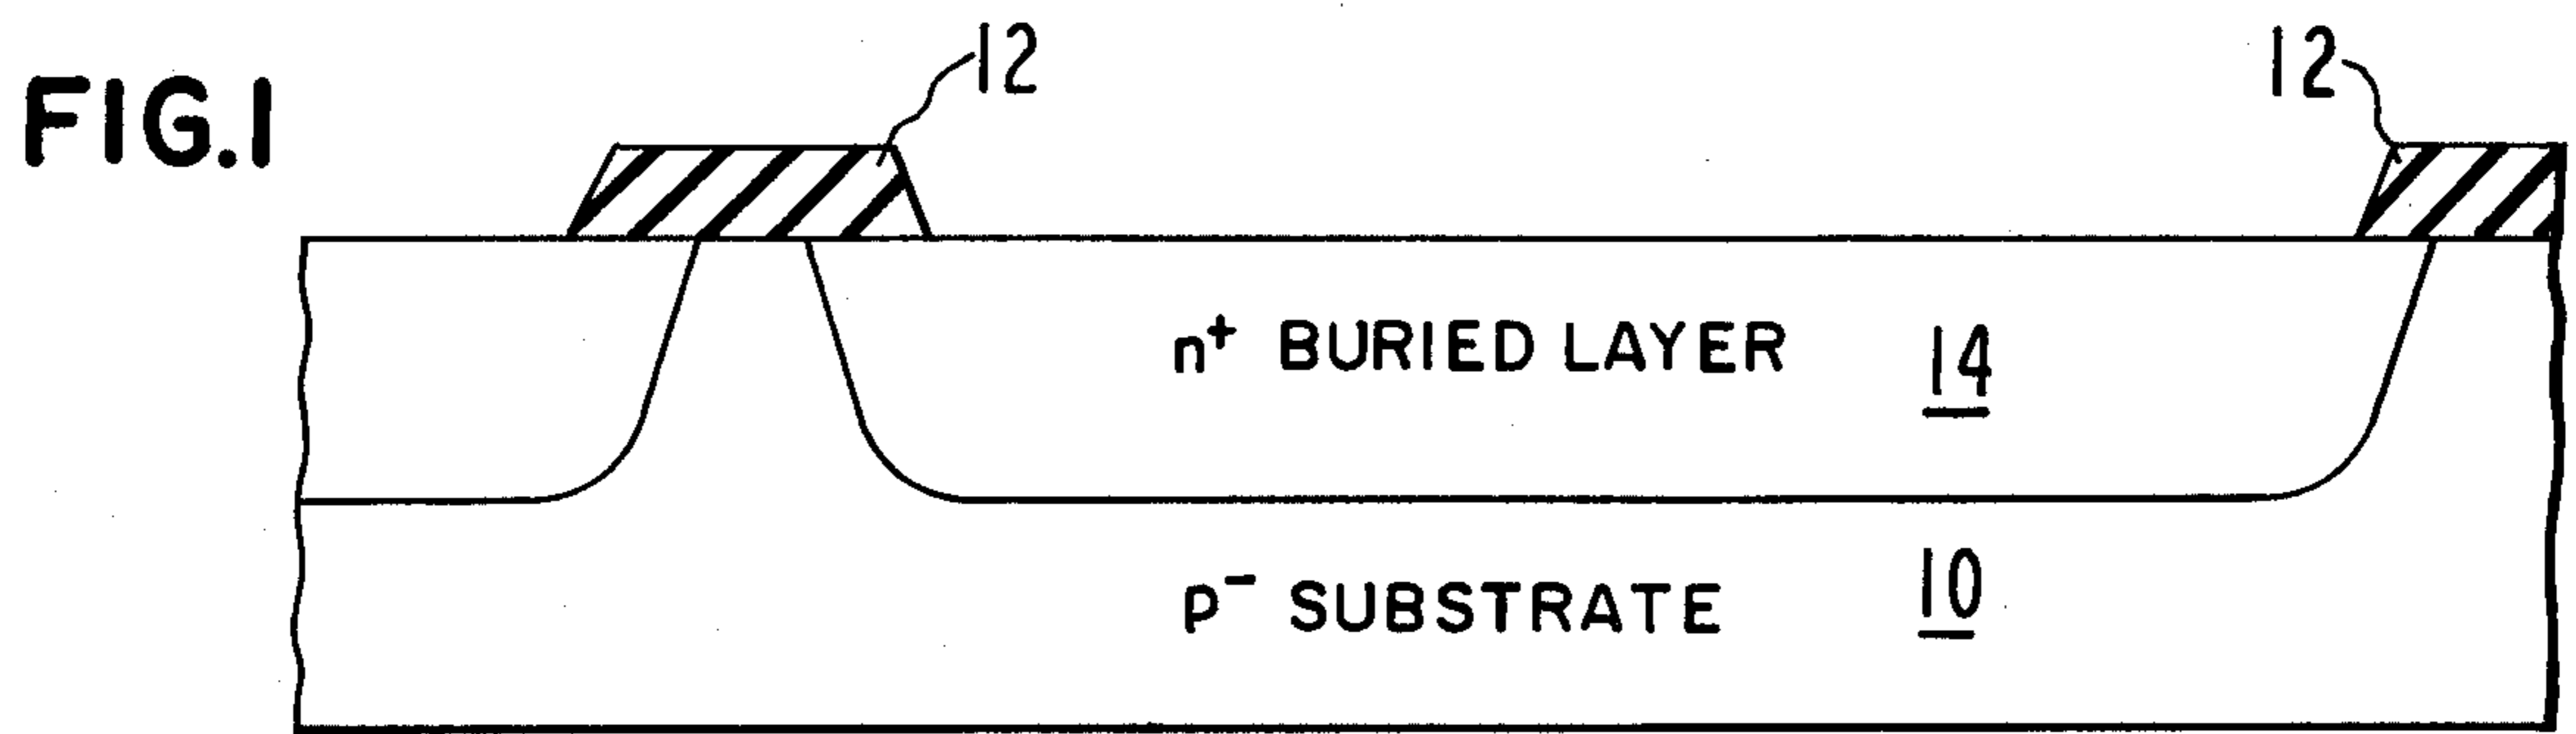 FIG.1
12
12
n+ BURIED LAYER 14
p- SUBSTRATE 10